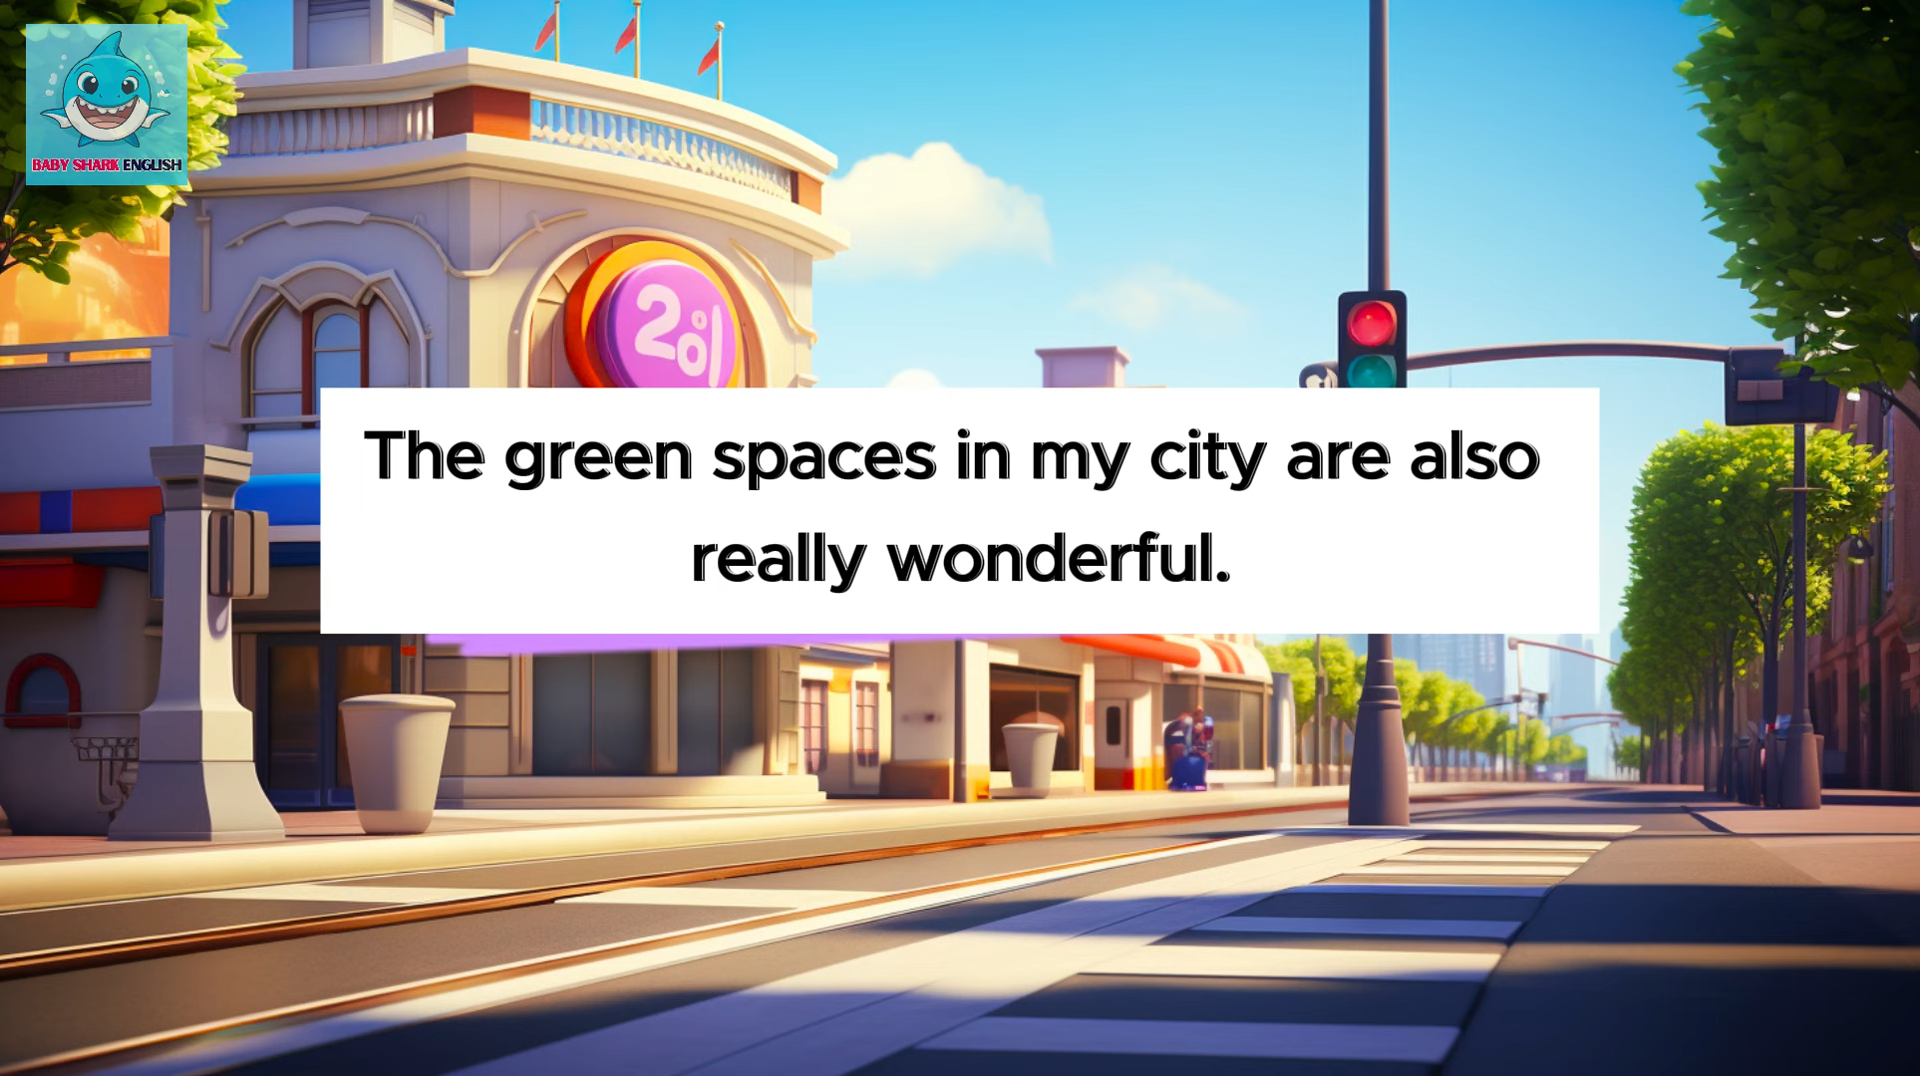 BABY SHARK ENGLISH
The green spaces in my city are also
really wonderful.